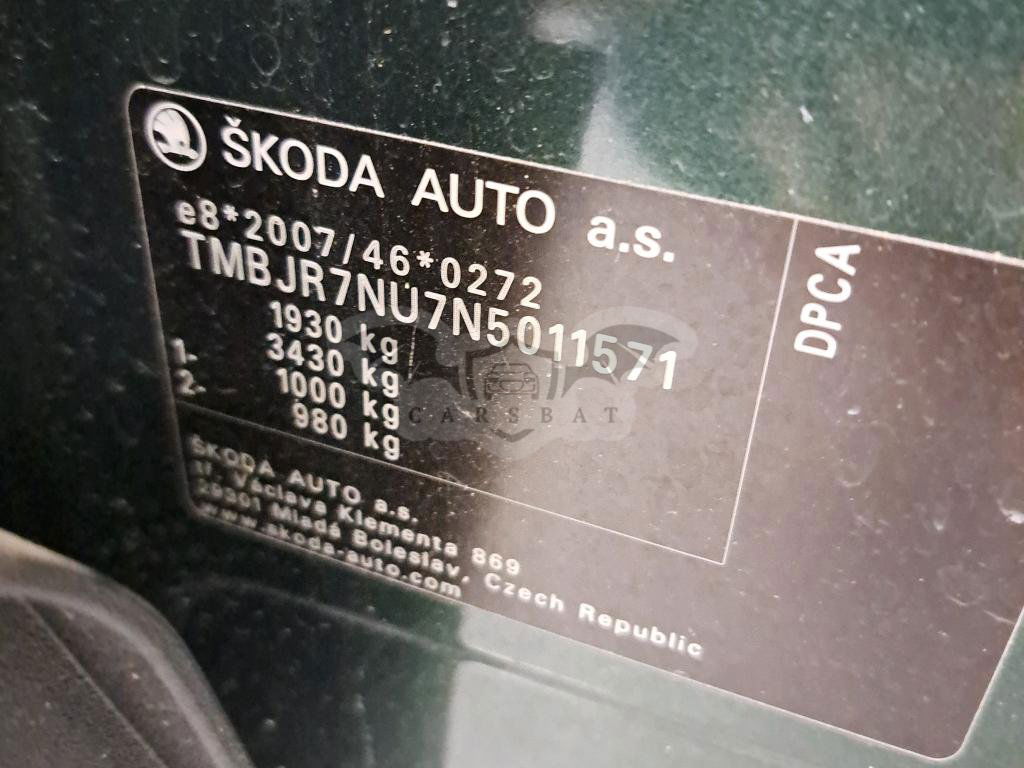 ŠKODA AUTO a.s.
e8*2007/46*0272
TMBJR7NU7N5011571
1930 kg
3430 kg
1. 1000 kg
2. 980 kg
DPCA
CARSBAT
ŠKODA AUTO a.s.
tř. Václava Klementa 869
29301 Mladá Boleslav, Czech Republic
www.skoda-auto.com